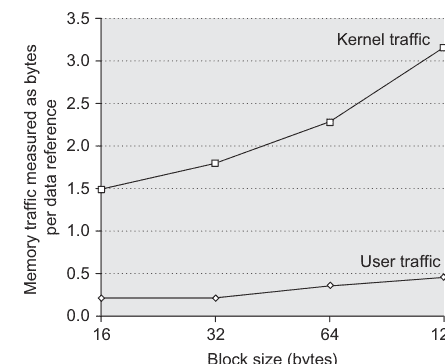 3.5
Kernel traffic
3.0
2.5
2.0
1.5
1.0
0.5
0.0
User traffic
Memory traffic measured as bytes
per data reference
16 32 64 12
Block size (bytes)